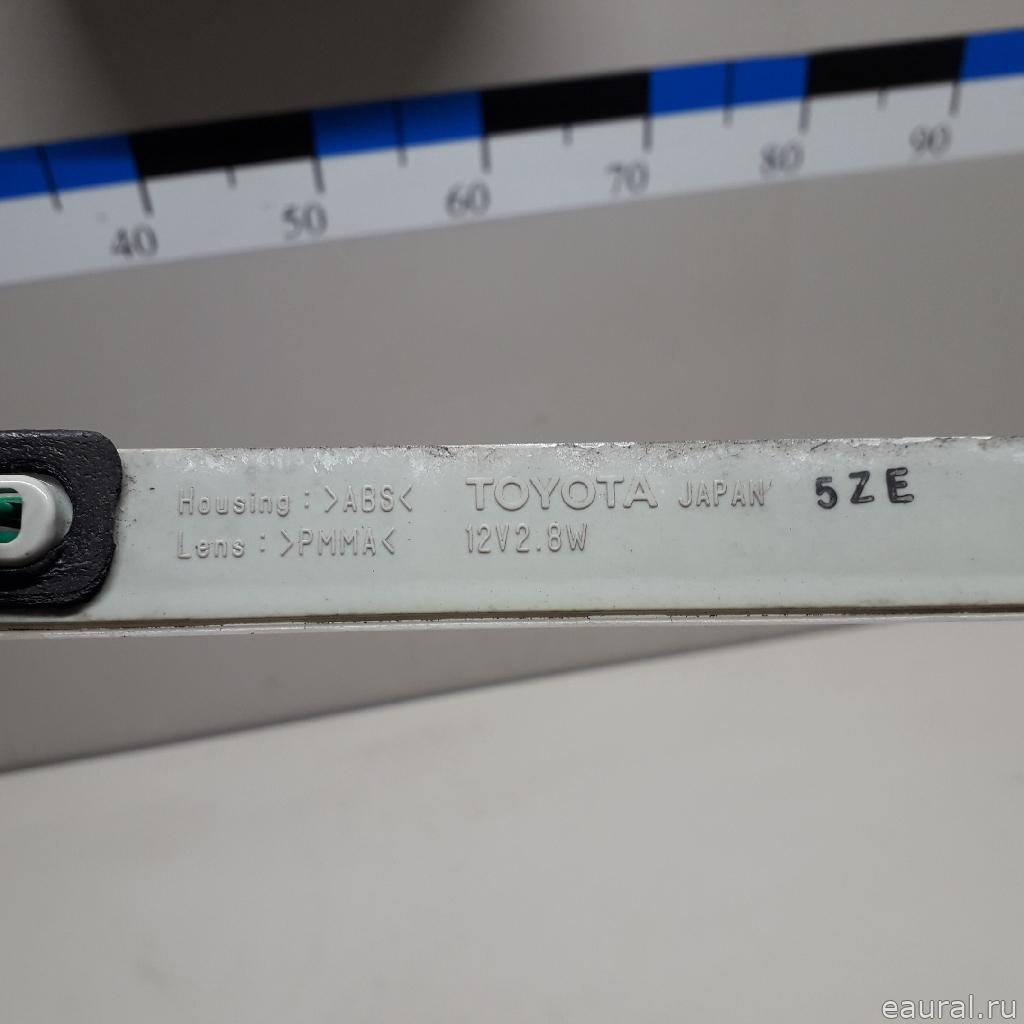 40 50 60 70 80 90
Housing : >ABS< TOYOTA JAPAN 5ZE
Lens : >PMMA< 12V2.8W
eaural.ru